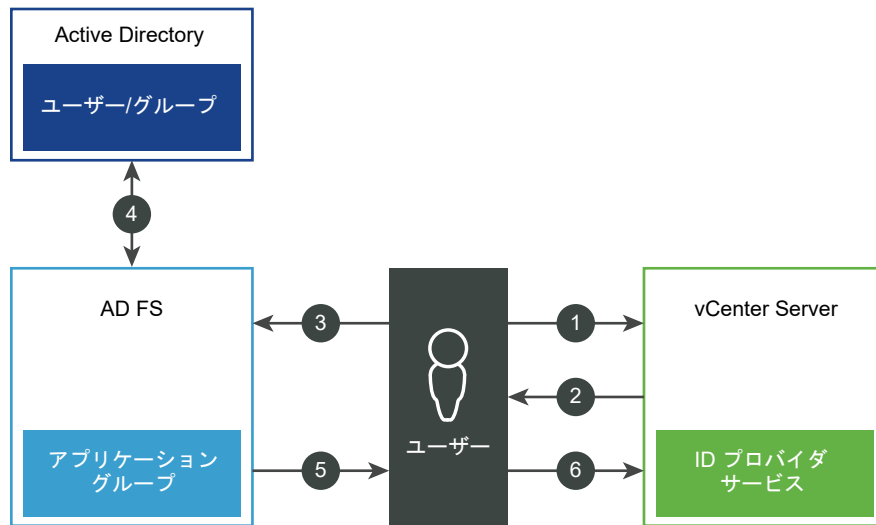 Active Directory
ユーザー/グループ
4
AD FS
3
1
vCenter Server
2
ユーザー
アプリケーション
グループ
5
6
ID プロバイダ
サービス